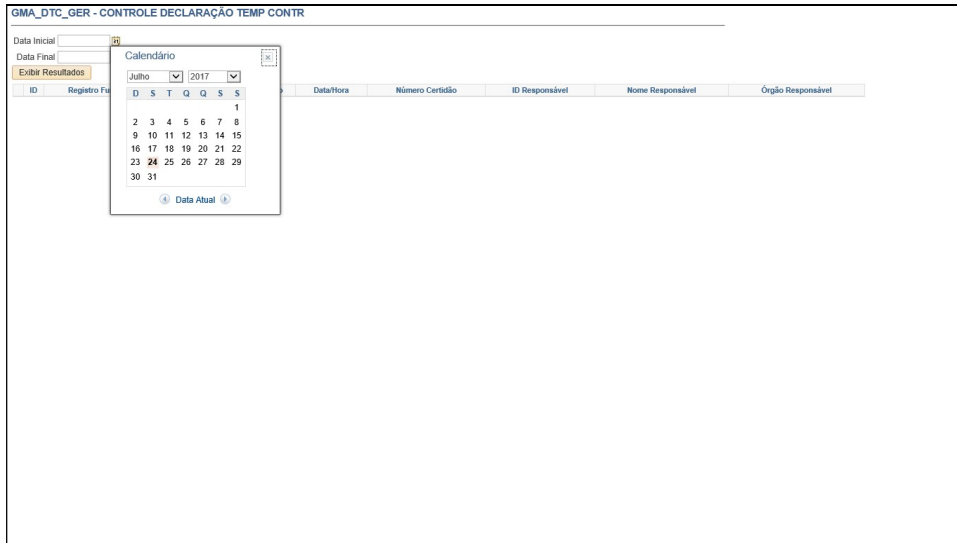 GMA_DTC_GER - CONTROLE DECLARAÇÃO TEMP CONTR
Data Inicial
Data Final
Exibir Resultados
ID Registro Fu Data/Hora Número Certidão ID Responsável Nome Responsável Órgão Responsável
Calendário
Julho 2017
D S T Q Q S S
1
2 3 4 5 6 7 8
9 10 11 12 13 14 15
16 17 18 19 20 21 22
23 24 25 26 27 28 29
30 31
Data Atual